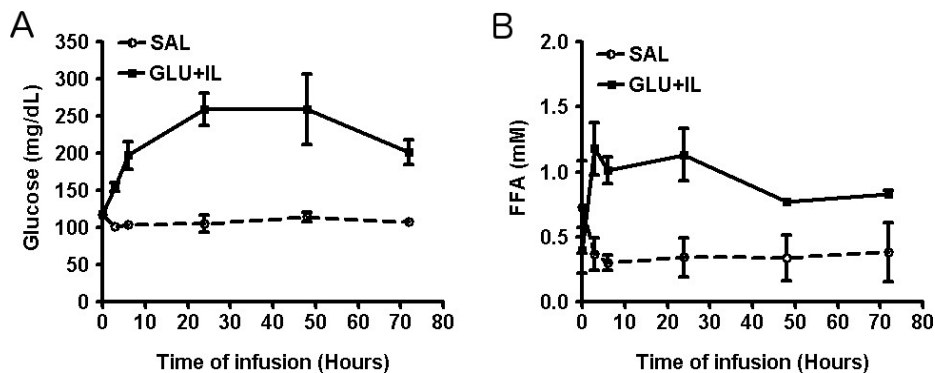 A
Glucose (mg/dL)
350
300
250
200
150
100
50
0
SAL
GLU+IL
0 10 20 30 40 50 60 70 80
Time of infusion (Hours)
B
FFA (mM)
2.0
1.5
1.0
0.5
0.0
SAL
GLU+IL
0 10 20 30 40 50 60 70 80
Time of infusion (Hours)